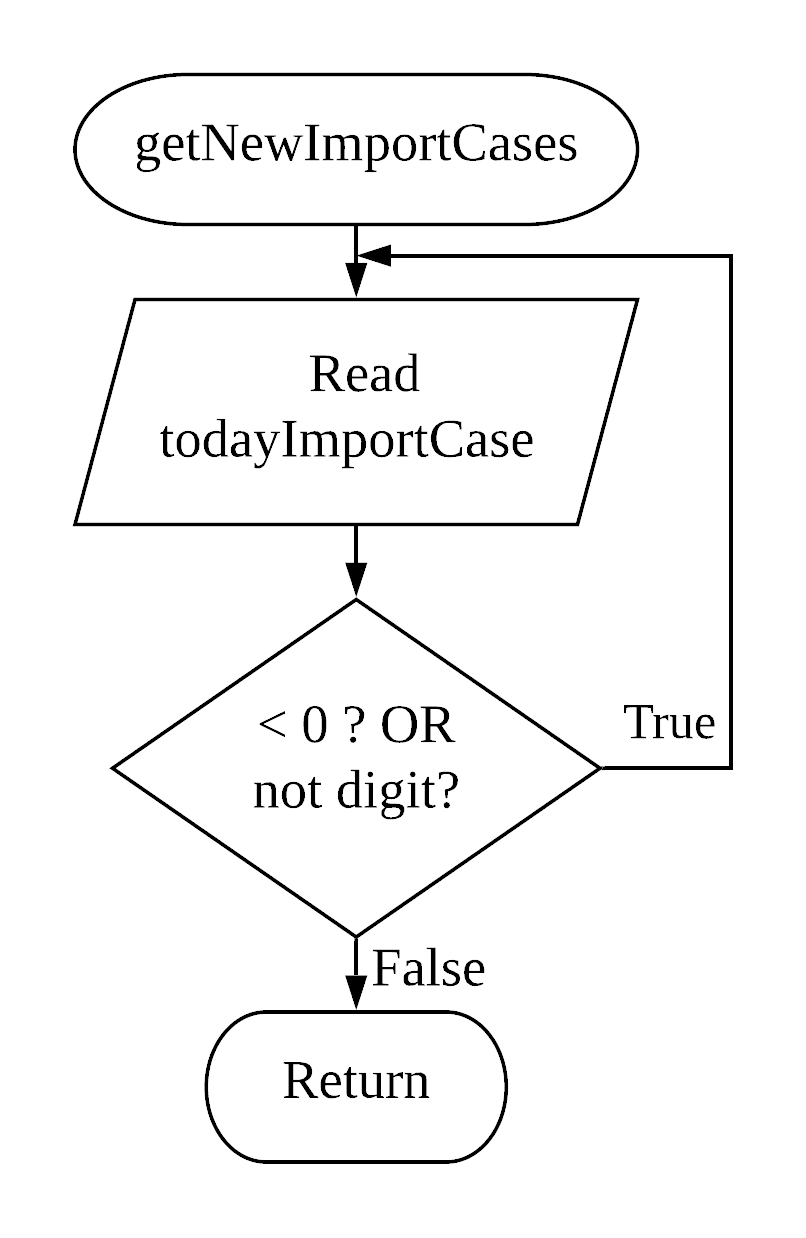 getNewImportCases
Read
todayImportCase
< 0 ? OR
not digit?
True
False
Return